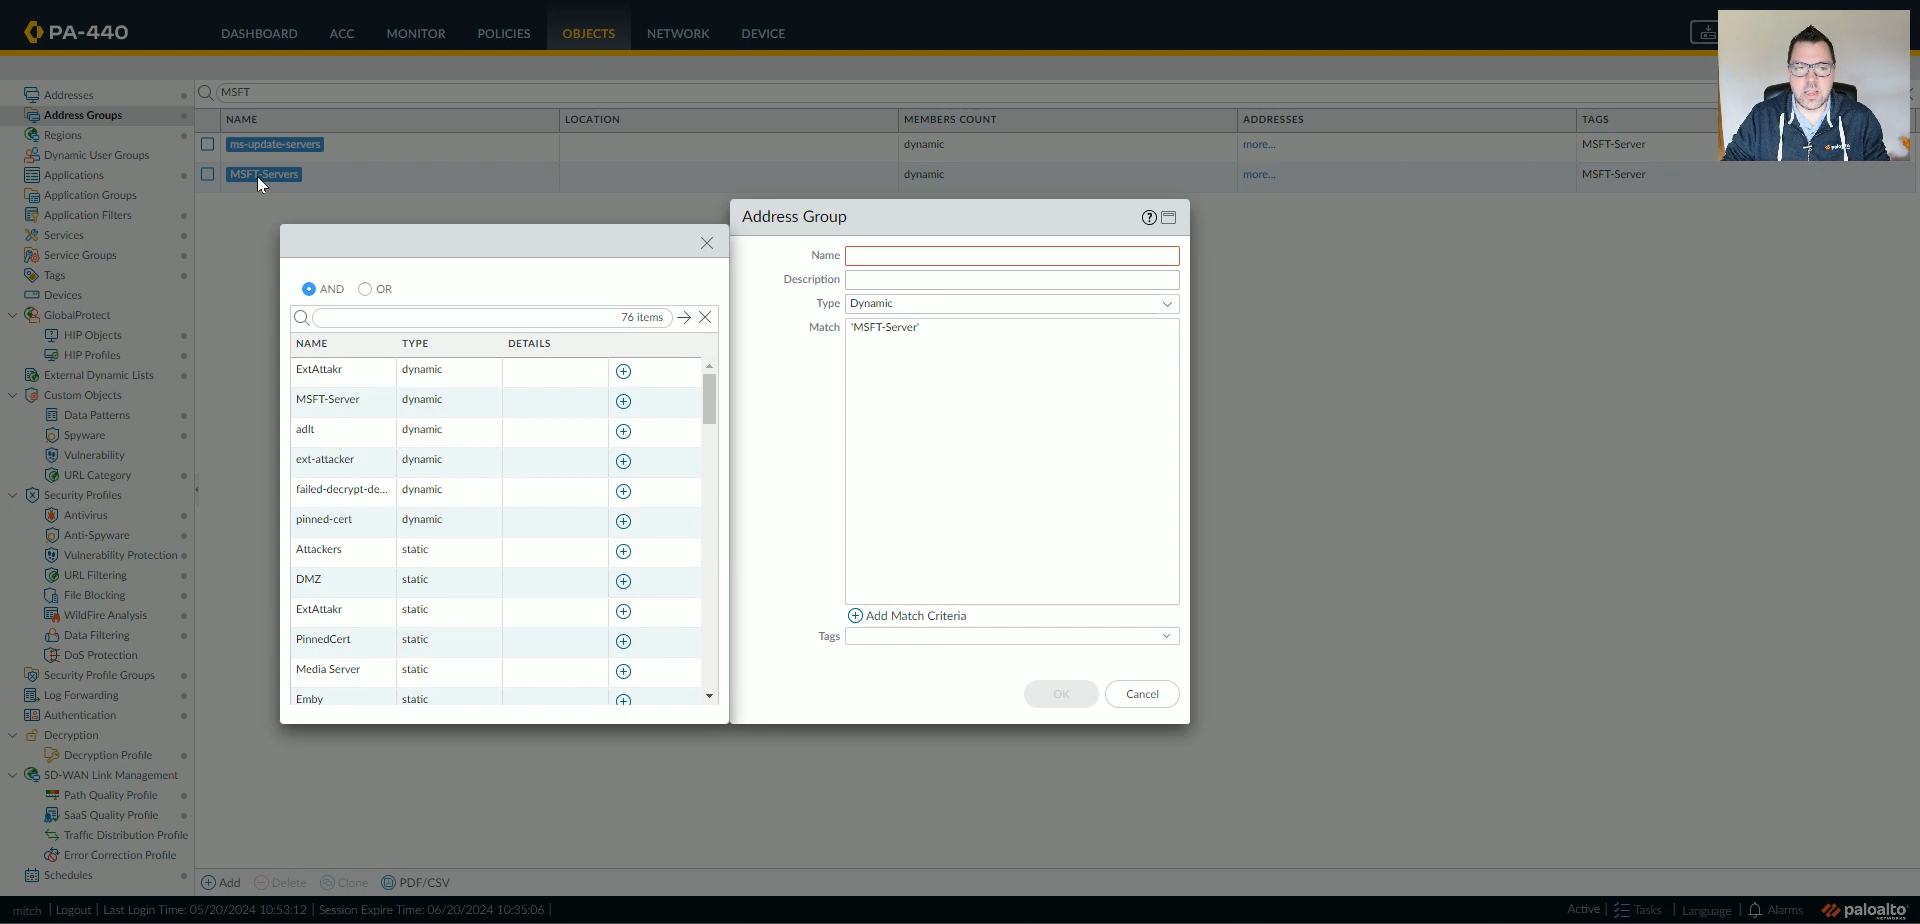 PA-440
DASHBOARD ACC MONITOR POLICIES OBJECTS NETWORK DEVICE
Addresses
Address Groups
Regions
Dynamic User Groups
Applications
Application Groups
Application Filters
Services
Service Groups
Tags
Devices
GlobalProtect
HIP Objects
HIP Profiles
External Dynamic Lists
Custom Objects
Data Patterns
Spyware
Vulnerability
URL Category
Security Profiles
Antivirus
Anti-Spyware
Vulnerability Protection
URL Filtering
File Blocking
WildFire Analysis
Data Filtering
DoS Protection
Security Profile Groups
Log Forwarding
Authentication
Decryption
Decryption Profile
SD-WAN Link Management
Path Quality Profile
SaaS Quality Profile
Traffic Distribution Profile
Error Correction Profile
Schedules
MSFT
NAME LOCATION MEMBERS COUNT ADDRESSES TAGS
ms-update-servers dynamic more... MSFT-Server
MSFT-Servers dynamic more... MSFT-Server
AND OR
76 items
NAME TYPE DETAILS
ExtAttakr dynamic
MSFT-Server dynamic
adlt dynamic
ext-attacker dynamic
failed-decrypt-de... dynamic
pinned-cert dynamic
Attackers static
DMZ static
ExtAttakr static
PinnedCert static
Media Server static
Emby static
Address Group
Name
Description
Type Dynamic
Match 'MSFT-Server'
Add Match Criteria
Tags
OK Cancel
Add Delete Clone PDF/CSV
mitch | Logout | Last Login Time: 05/20/2024 10:53:12 | Session Expire Time: 06/20/2024 10:35:06 |
Active | Tasks | Language | Alarms paloalto NETWORKS